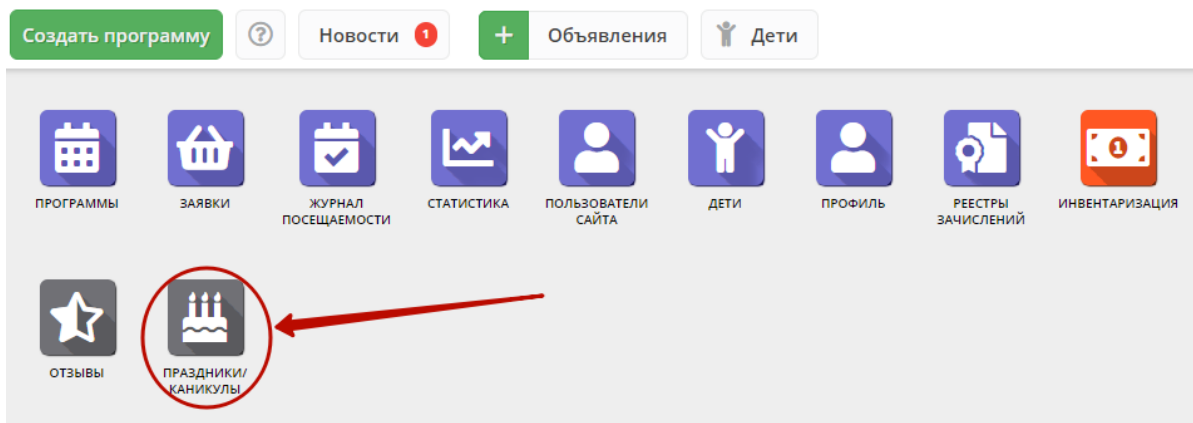 Создать программу
?
Новости 1
+ Объявления
Дети
ПРОГРАММЫ
ЗАЯВКИ
ЖУРНАЛ
ПОСЕЩАЕМОСТИ
СТАТИСТИКА
ПОЛЬЗОВАТЕЛИ
САЙТА
ДЕТИ
ПРОФИЛЬ
РЕЕСТРЫ
ЗАЧИСЛЕНИЙ
1
ИНВЕНТАРИЗАЦИЯ
ОТЗЫВЫ
ПРАЗДНИКИ/
КАНИКУЛЫ